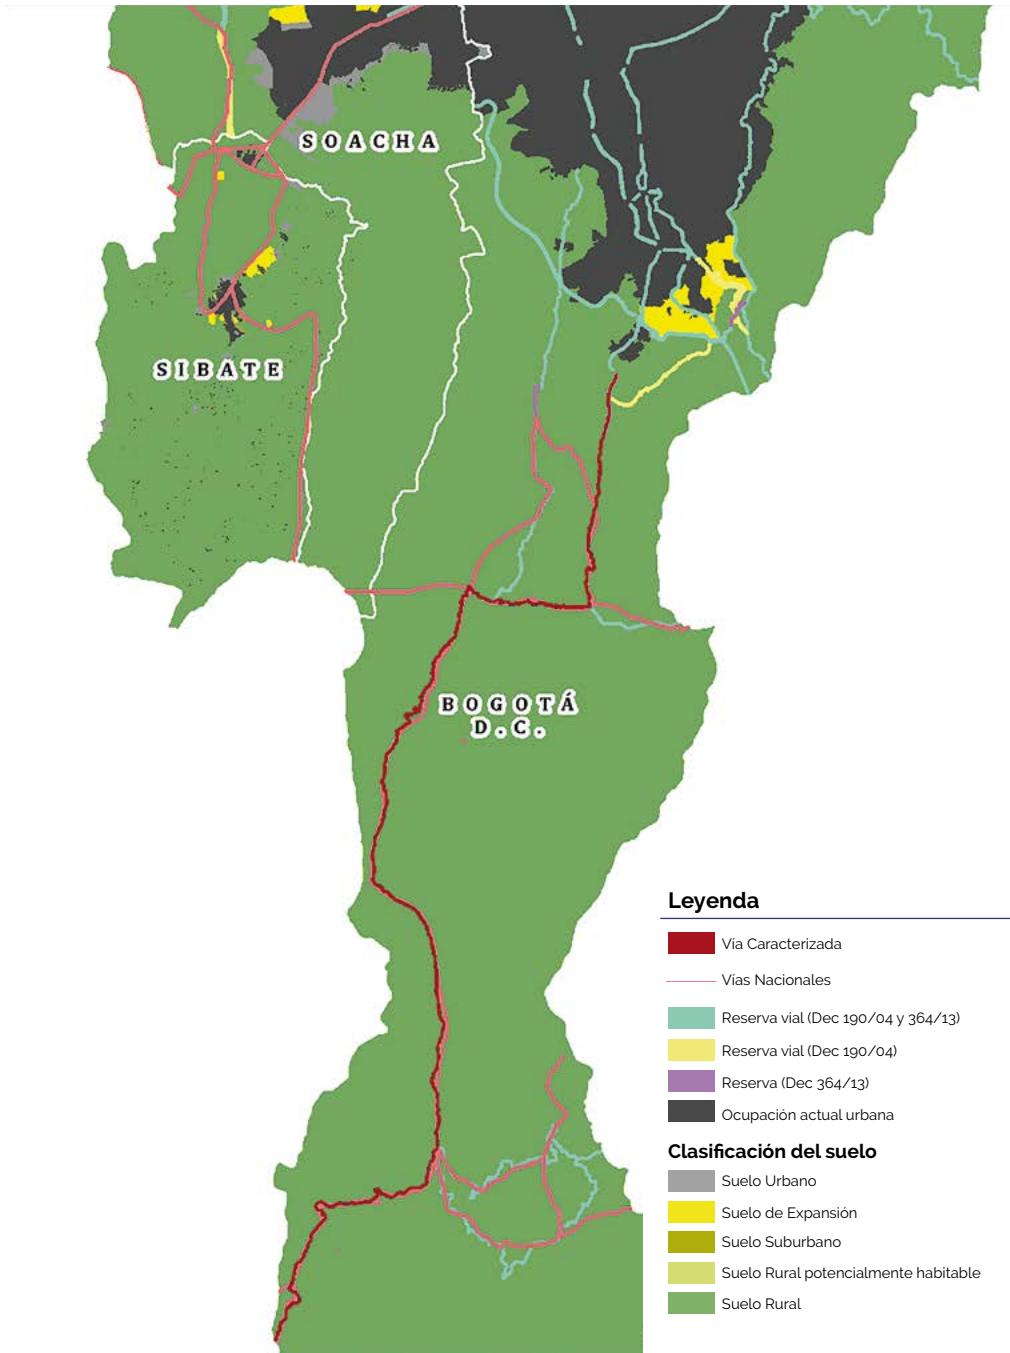 SOACHA
SIBATE
BOGOTÁ
D.C.
Leyenda
Vía Caracterizada
Vías Nacionales
Reserva vial (Dec 190/04 y 364/13)
Reserva vial (Dec 190/04)
Reserva (Dec 364/13)
Ocupación actual urbana
Clasificación del suelo
Suelo Urbano
Suelo de Expansión
Suelo Suburbano
Suelo Rural potencialmente habitable
Suelo Rural